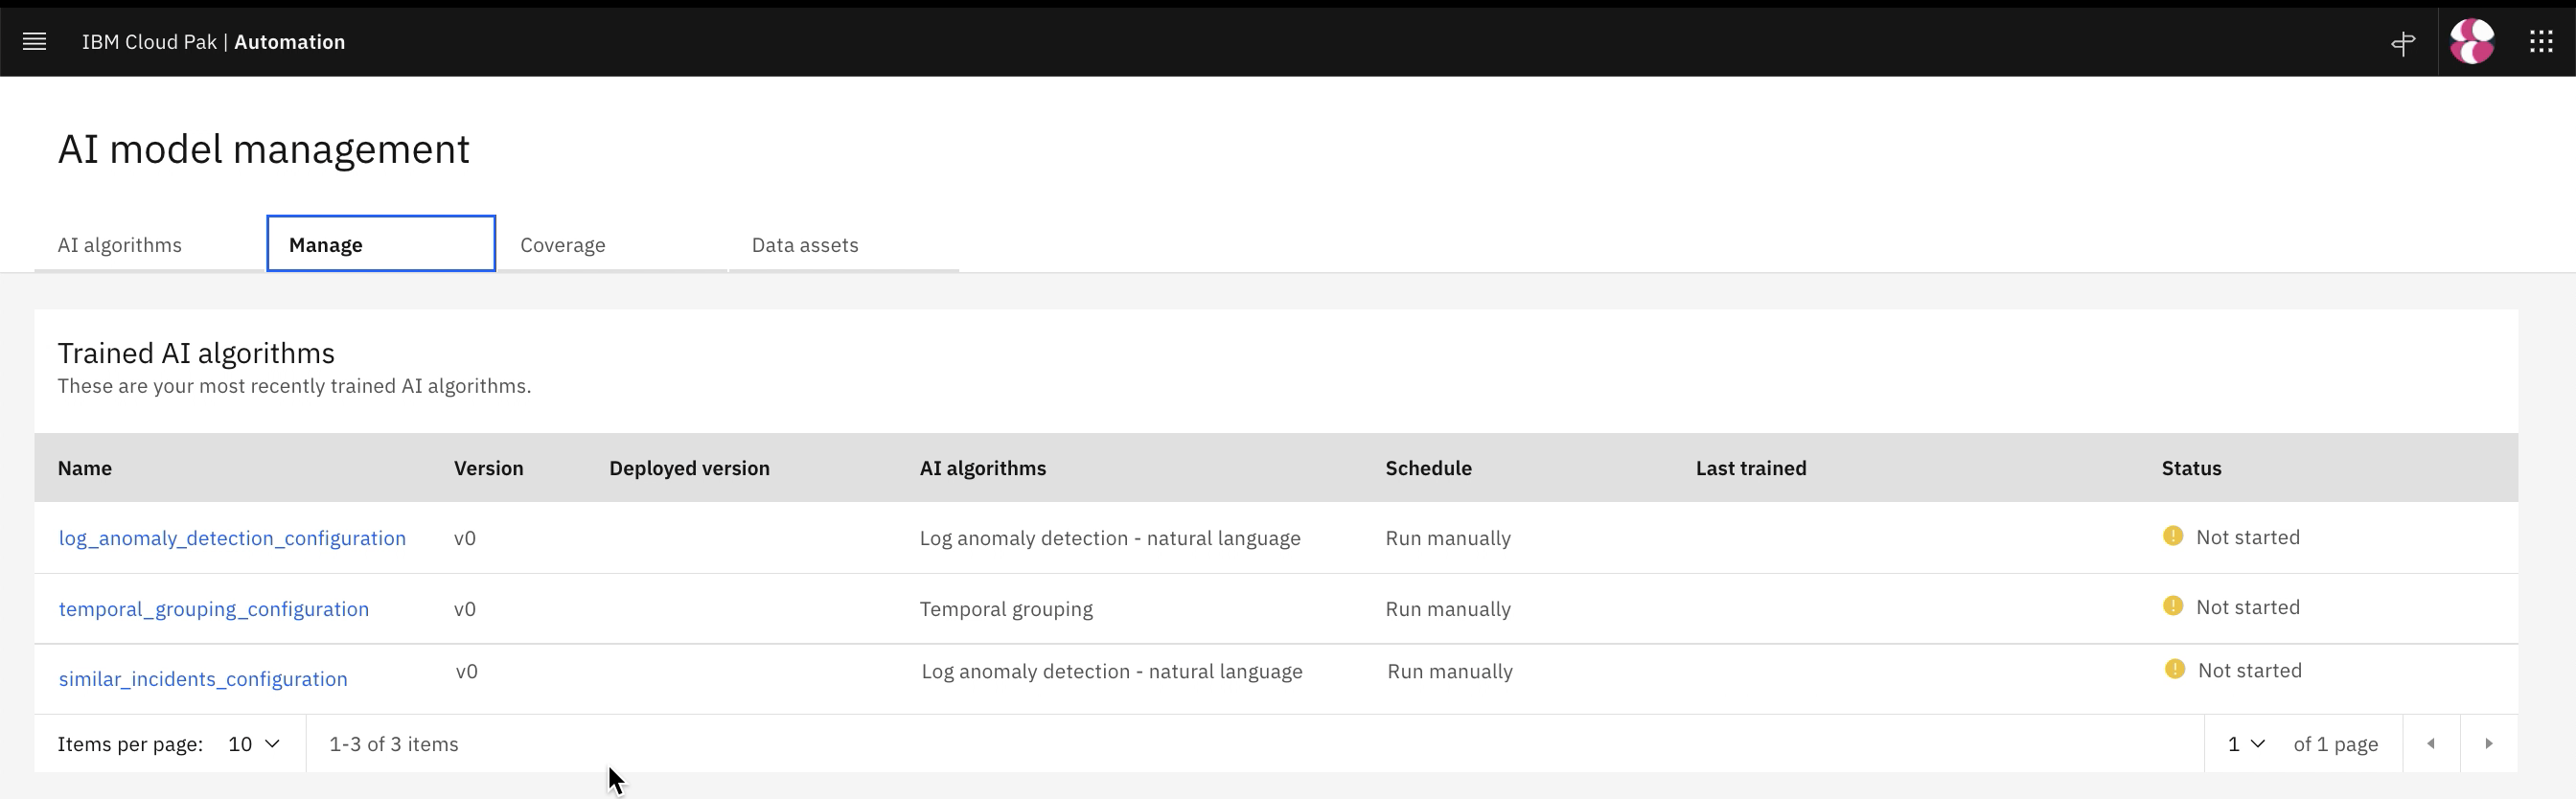 IBM Cloud Pak | Automation
AI model management
AI algorithms Manage Coverage Data assets
Trained AI algorithms
These are your most recently trained AI algorithms.
Name Version Deployed version AI algorithms Schedule Last trained Status
log_anomaly_detection_configuration v0 Log anomaly detection - natural language Run manually Not started
temporal_grouping_configuration v0 Temporal grouping Run manually Not started
similar_incidents_configuration v0 Log anomaly detection - natural language Run manually Not started
Items per page: 10 1-3 of 3 items 1 of 1 page